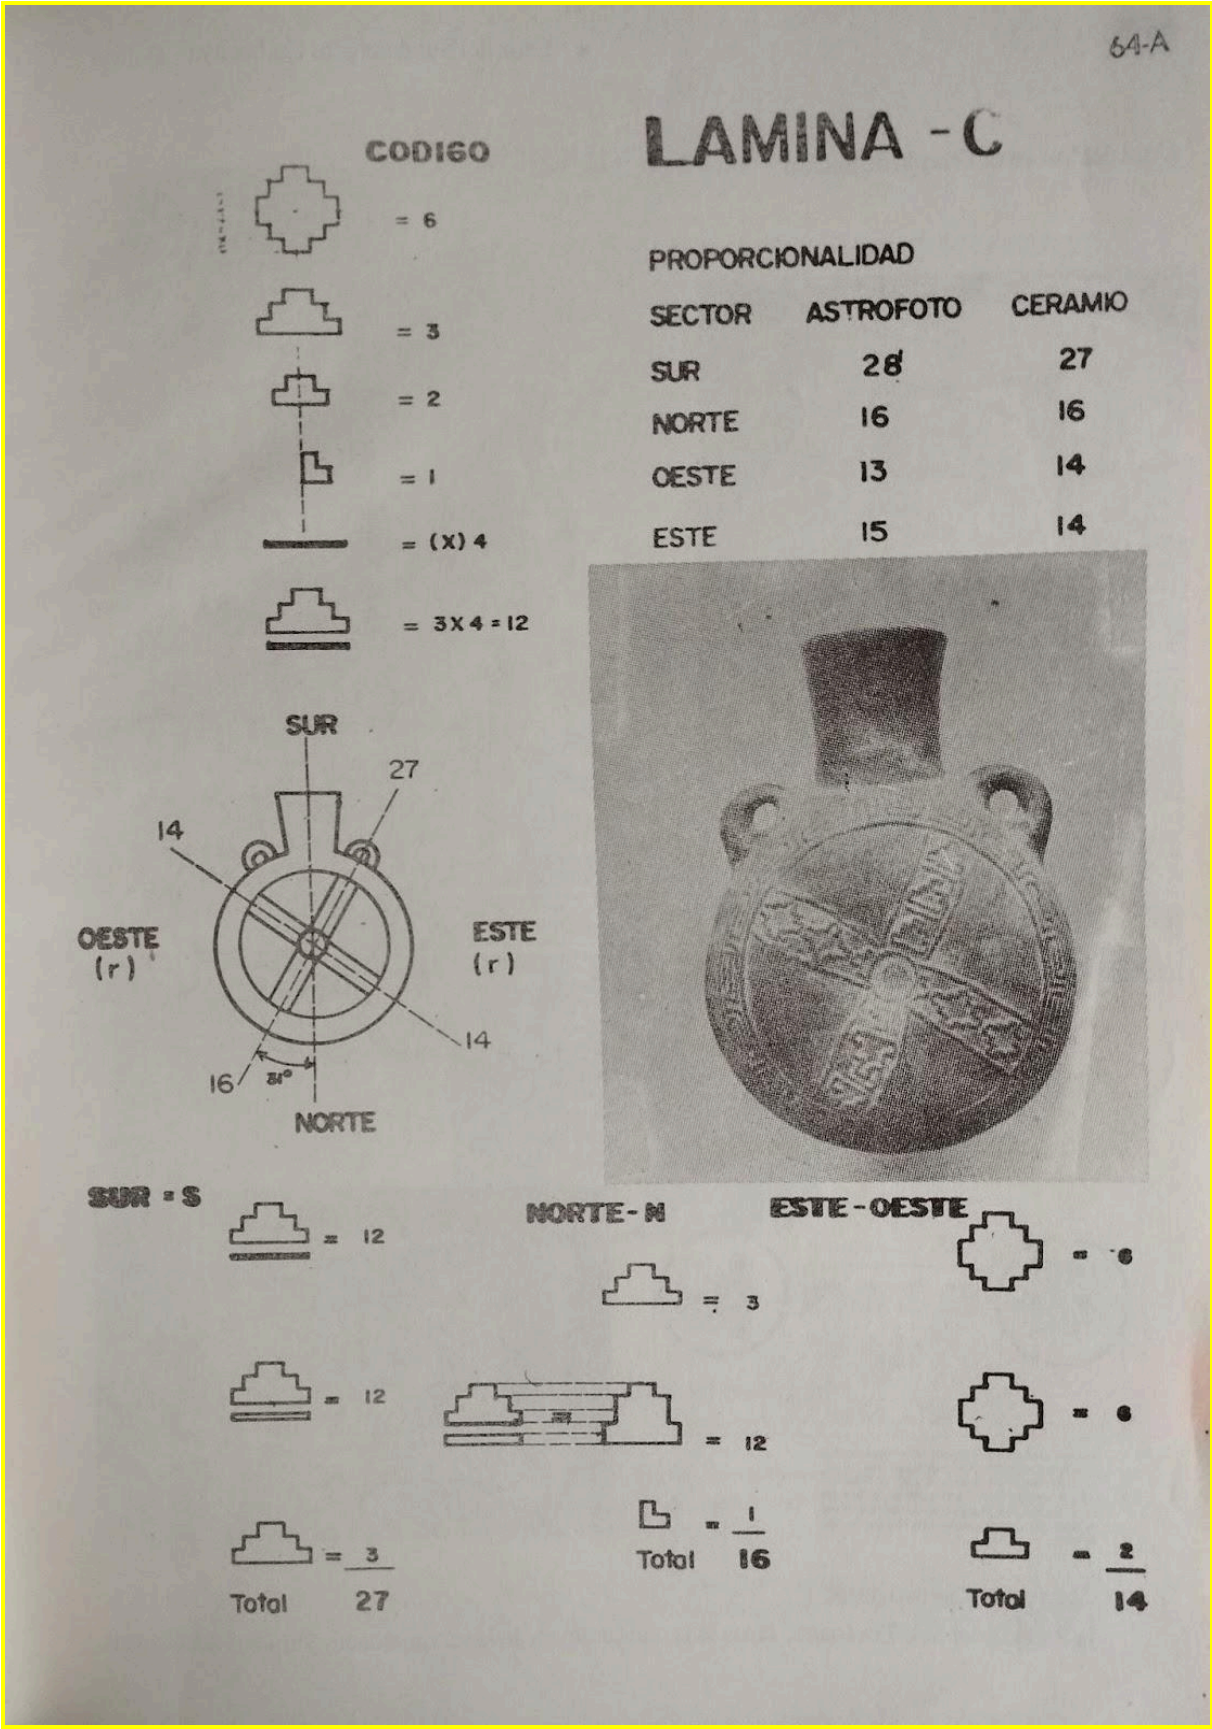 64-A
LAMINA - C
CODIGO
= 6
= 3
= 2
= 1
= (X) 4
= 3X4=12
PROPORCIONALIDAD
SECTOR ASTROFOTO CERAMIO
SUR 28' 27
NORTE 16 16
OESTE 13 14
ESTE 15 14
SUR
27
14
OESTE
(r)
ESTE
(r)
14
16
31°
NORTE
SUR = S
= 12
= 12
= 3
Total 27
NORTE - N
= 3
=
= 12
= 1
Total 16
ESTE - OESTE
= 6
= 6
= 2
Total 14